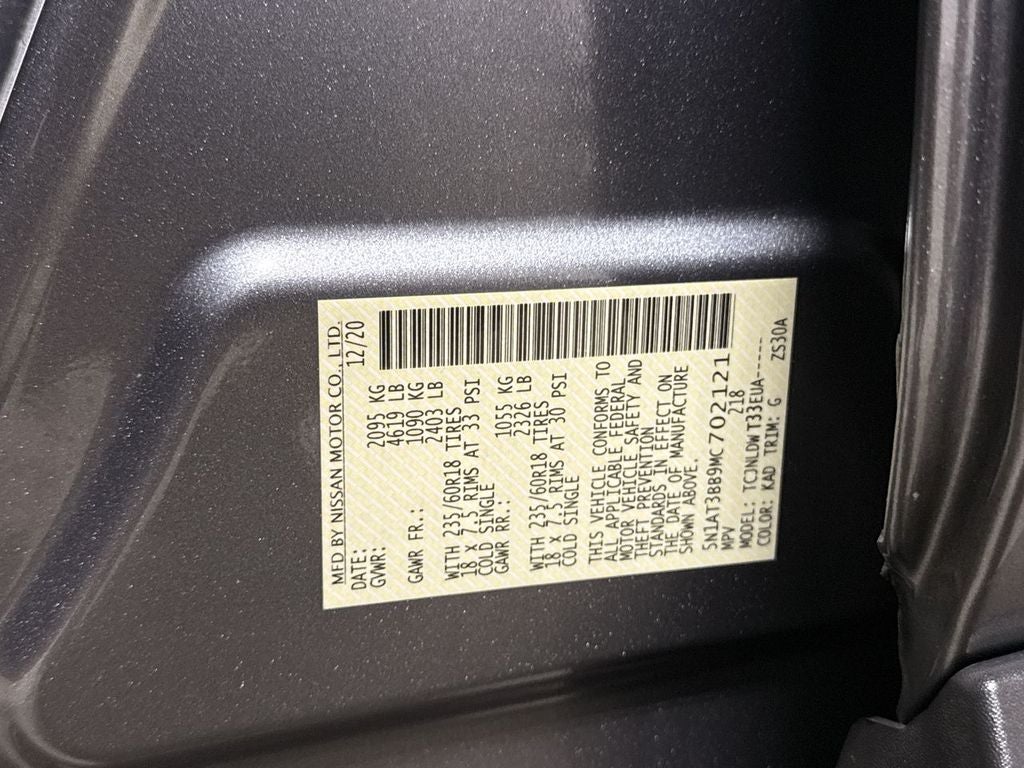 MFD BY NISSAN MOTOR CO., LTD.
DATE: 12/20
GVWR: 2095 KG
4619 LB
GAWR FR.: 1090 KG
2403 LB
WITH 235/60R18 TIRES
18 X 7.5 RIMS AT 33 PSI
COLD SINGLE
GAWR RR.: 1055 KG
2326 LB
WITH 235/60R18 TIRES
18 X 7.5 RIMS AT 30 PSI
COLD SINGLE
THIS VEHICLE CONFORMS TO
ALL APPLICABLE FEDERAL
MOTOR VEHICLE SAFETY AND
THEFT PREVENTION
STANDARDS IN EFFECT ON
THE DATE OF MANUFACTURE
SHOWN ABOVE.
5N1AT3BB9MC702121
MPV 218
MODEL: TCJNLDWT33EUA-----
COLOR: KAD TRIM: G ZS30A